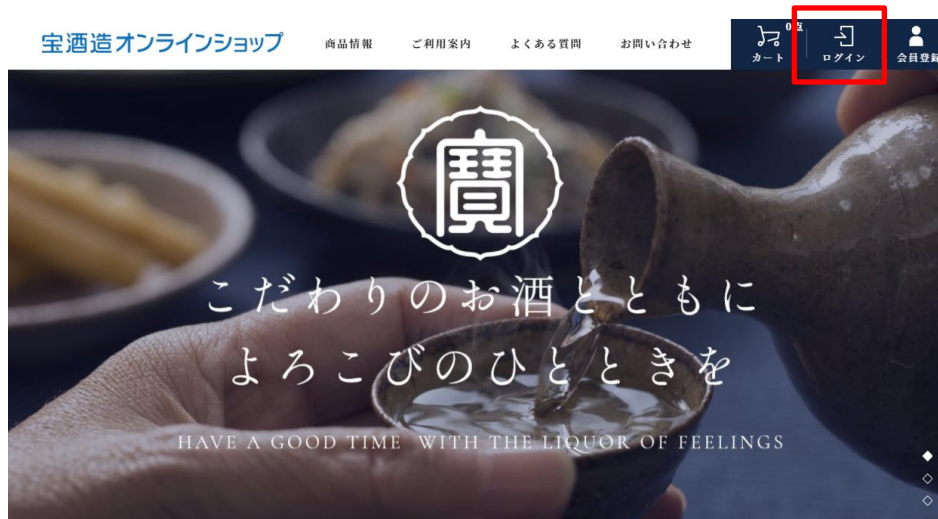 宝酒造オンラインショップ
商品情報
ご利用案内
よくある質問
お問い合わせ
0点
カート
ログイン
会員登録
寶
こだわりのお酒とともに
よろこびのひとときを
HAVE A GOOD TIME WITH THE LIQUOR OF FEELINGS